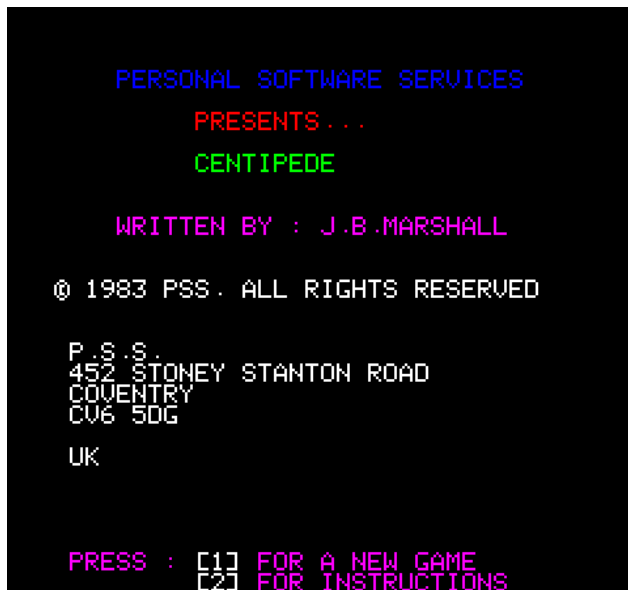 PERSONAL SOFTWARE SERVICES
PRESENTS...
CENTIPEDE
WRITTEN BY : J.B.MARSHALL
© 1983 PSS. ALL RIGHTS RESERVED
P.S.S.
452 STONEY STANTON ROAD
COVENTRY
CV6 5DG
UK
PRESS : [1] FOR A NEW GAME
[2] FOR INSTRUCTIONS